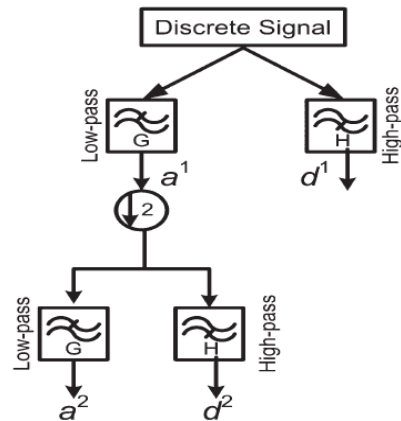 Discrete Signal
Low-pass
G
H
High-pass
a¹
d¹
2
Low-pass
G
H
High-pass
a²
d²